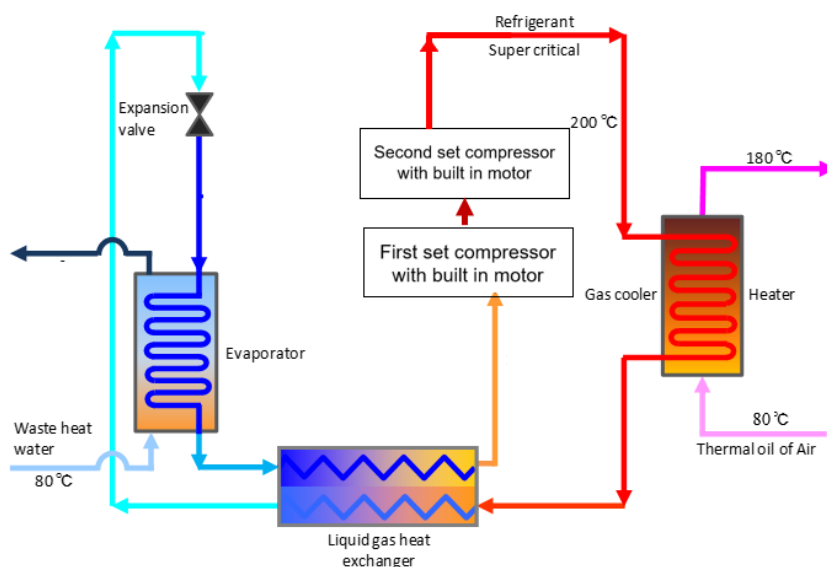 Refrigerant
Super critical
Expansion
valve
200 °C
Second set compressor
with built in motor
180 °C
First set compressor
with built in motor
Gas cooler
Heater
Evaporator
Waste heat
water
80 °C
80 °C
Thermal oil of Air
Liquid gas heat
exchanger